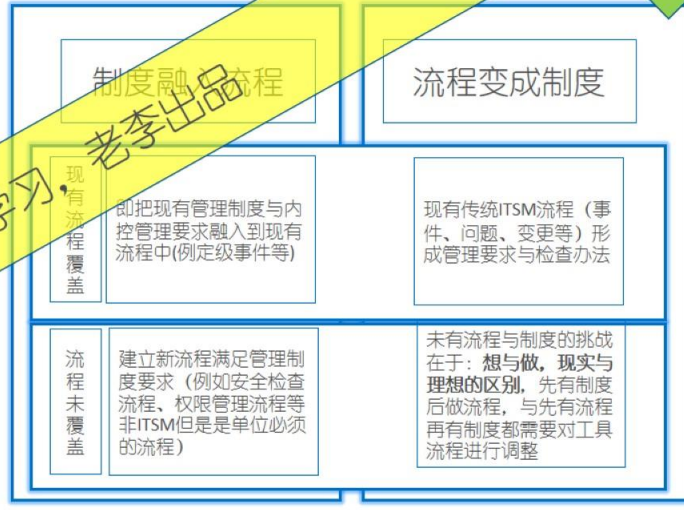 制度融入流程
流程变成制度
学习，老李出品
现有流程覆盖
即把现有管理制度与内
控管理要求融入到现有
流程中(例定级事件等)
现有传统ITSM流程（事
件、问题、变更等）形
成管理要求与检查办法
流程未覆盖
建立新流程满足管理制
度要求（例如安全检查
流程、权限管理流程等
非ITSM但是是单位必须
的流程）
未有流程与制度的挑战
在于：想与做，现实与
理想的区别，先有制度
后做流程，与先有流程
再有制度都需要对工具
流程进行调整